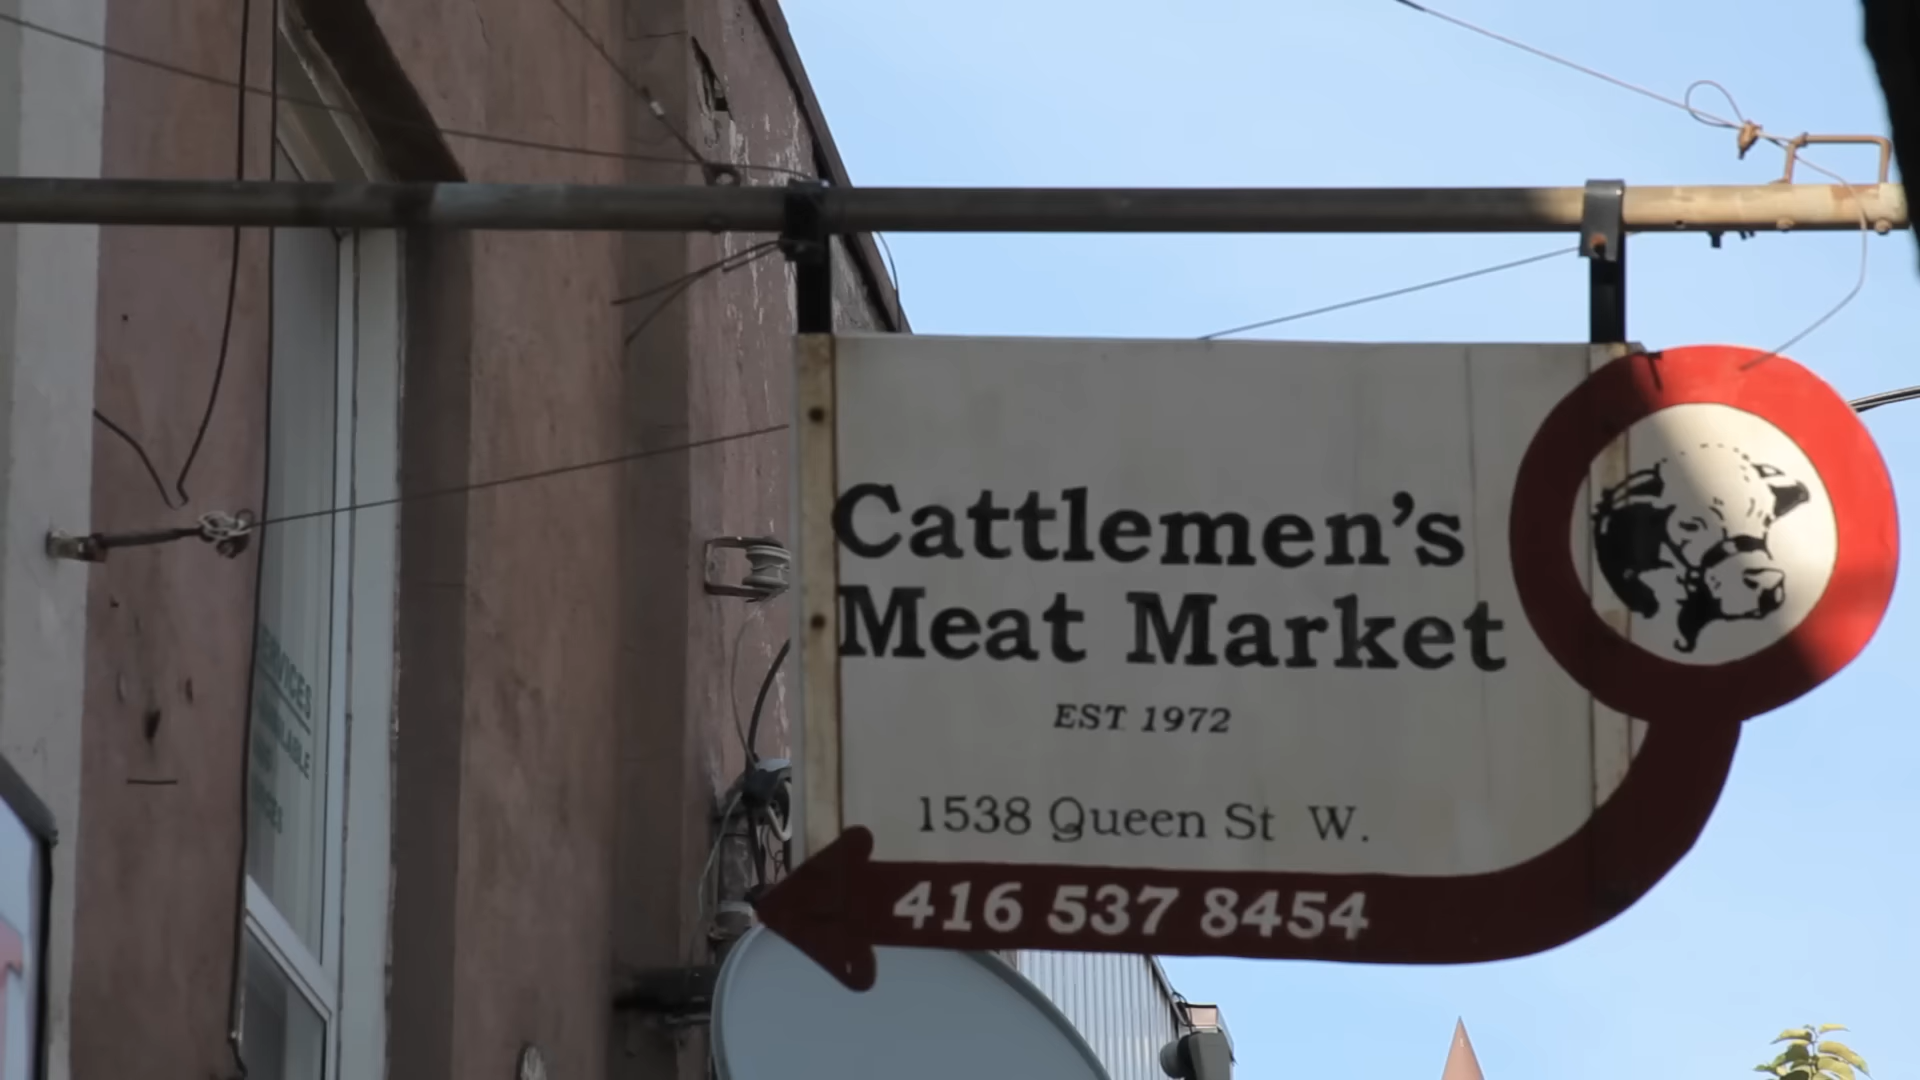 Cattlemen's
Meat Market
EST. 1972
1538 Queen St W.
416 537 8454